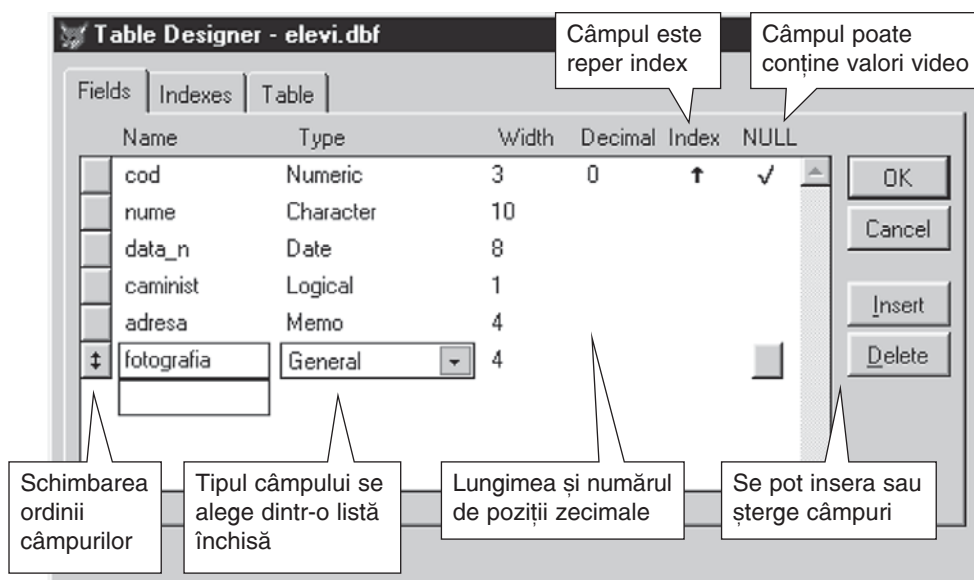 Table Designer - elevi.dbf
Câmpul este
reper index
Câmpul poate
conține valori video
Fields Indexes Table
Name Type Width Decimal Index NULL
cod Numeric 3 0 ↑ √
nume Character 10
data_n Date 8
caminist Logical 1
adresa Memo 4
fotografia General 4
OK
Cancel
Insert
Delete
Schimbarea
ordinii
câmpurilor
Tipul câmpului se
alege dintr-o listă
închisă
Lungimea și numărul
de poziții zecimale
Se pot insera sau
șterge câmpuri